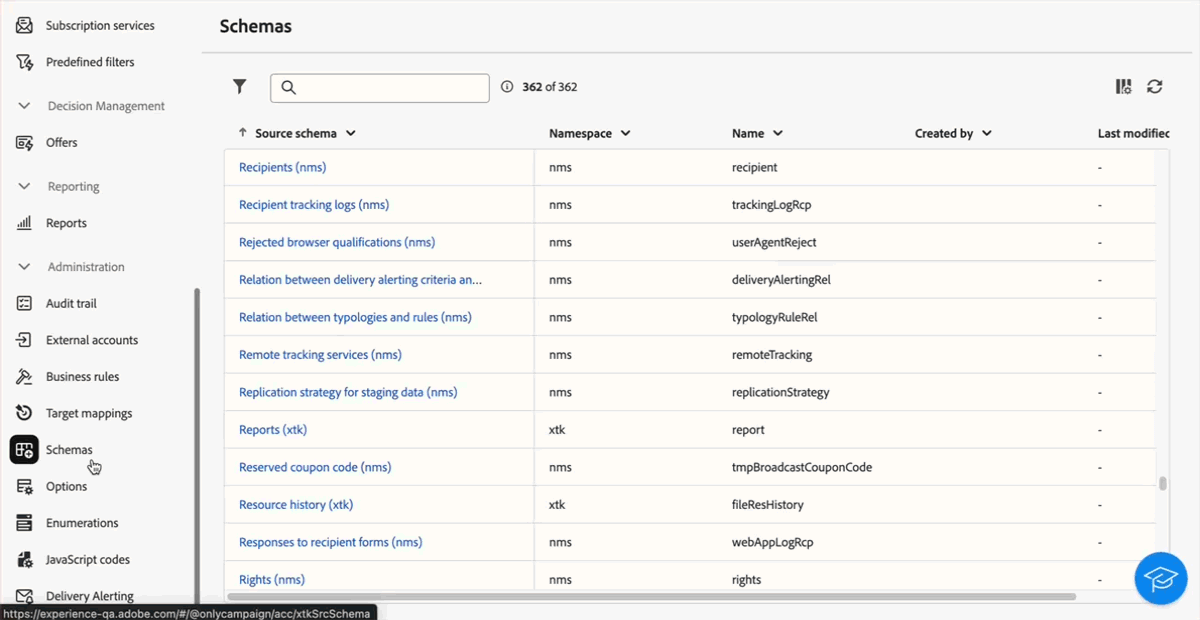 Subscription services
Predefined filters
Decision Management
Offers
Reporting
Reports
Administration
Audit trail
External accounts
Business rules
Target mappings
Schemas
Options
Enumerations
JavaScript codes
Delivery Alerting
https://experience-qa.adobe.com/#/@onlycampaign/acc/xtkSrcSchema
Schemas
362 of 362
Source schema Namespace Name Created by Last modified
Recipients (nms) nms recipient -
Recipient tracking logs (nms) nms trackingLogRcp -
Rejected browser qualifications (nms) nms userAgentReject -
Relation between delivery alerting criteria an... nms deliveryAlertingRel -
Relation between typologies and rules (nms) nms typologyRuleRel -
Remote tracking services (nms) nms remoteTracking -
Replication strategy for staging data (nms) nms replicationStrategy -
Reports (xtk) xtk report -
Reserved coupon code (nms) nms tmpBroadcastCouponCode -
Resource history (xtk) xtk fileResHistory -
Responses to recipient forms (nms) nms webAppLogRcp -
Rights (nms) nms rights -